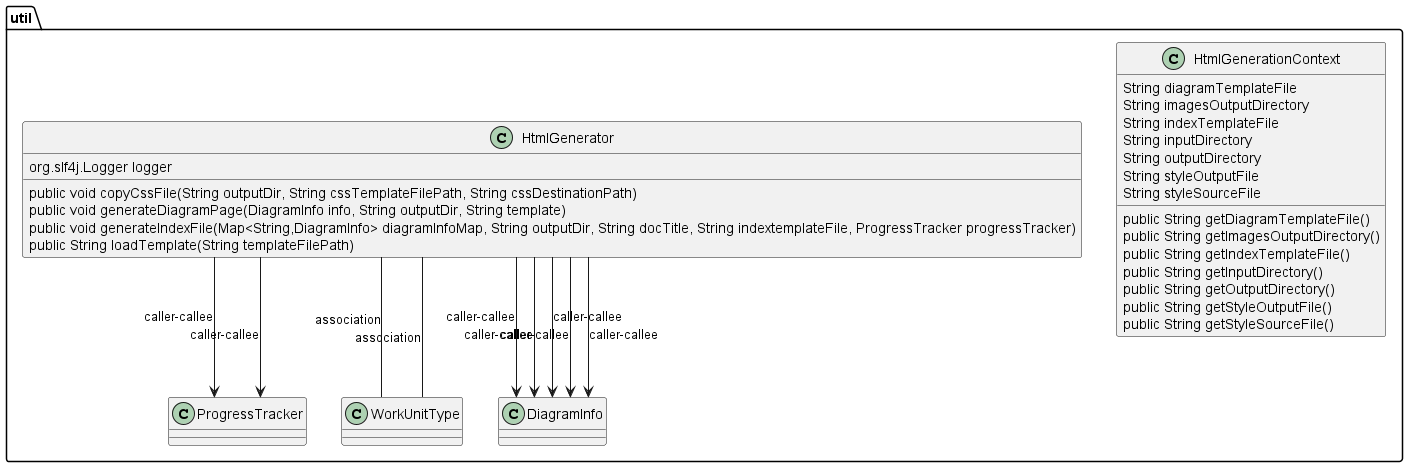 util
C HtmlGenerationContext
String diagramTemplateFile
String imagesOutputDirectory
String indexTemplateFile
String inputDirectory
String outputDirectory
String styleOutputFile
String styleSourceFile
public String getDiagramTemplateFile()
public String getImagesOutputDirectory()
public String getIndexTemplateFile()
public String getInputDirectory()
public String getOutputDirectory()
public String getStyleOutputFile()
public String getStyleSourceFile()
C HtmlGenerator
org.slf4j.Logger logger
public void copyCssFile(String outputDir, String cssTemplateFilePath, String cssDestinationPath)
public void generateDiagramPage(DiagramInfo info, String outputDir, String template)
public void generateIndexFile(Map<String,DiagramInfo> diagramInfoMap, String outputDir, String docTitle, String indextemplateFile, ProgressTracker progressTracker)
public String loadTemplate(String templateFilePath)
caller-callee
caller-callee
association
association
caller-callee
caller-callee
caller-callee
caller-callee
caller-callee
C ProgressTracker
C WorkUnitType
C DiagramInfo